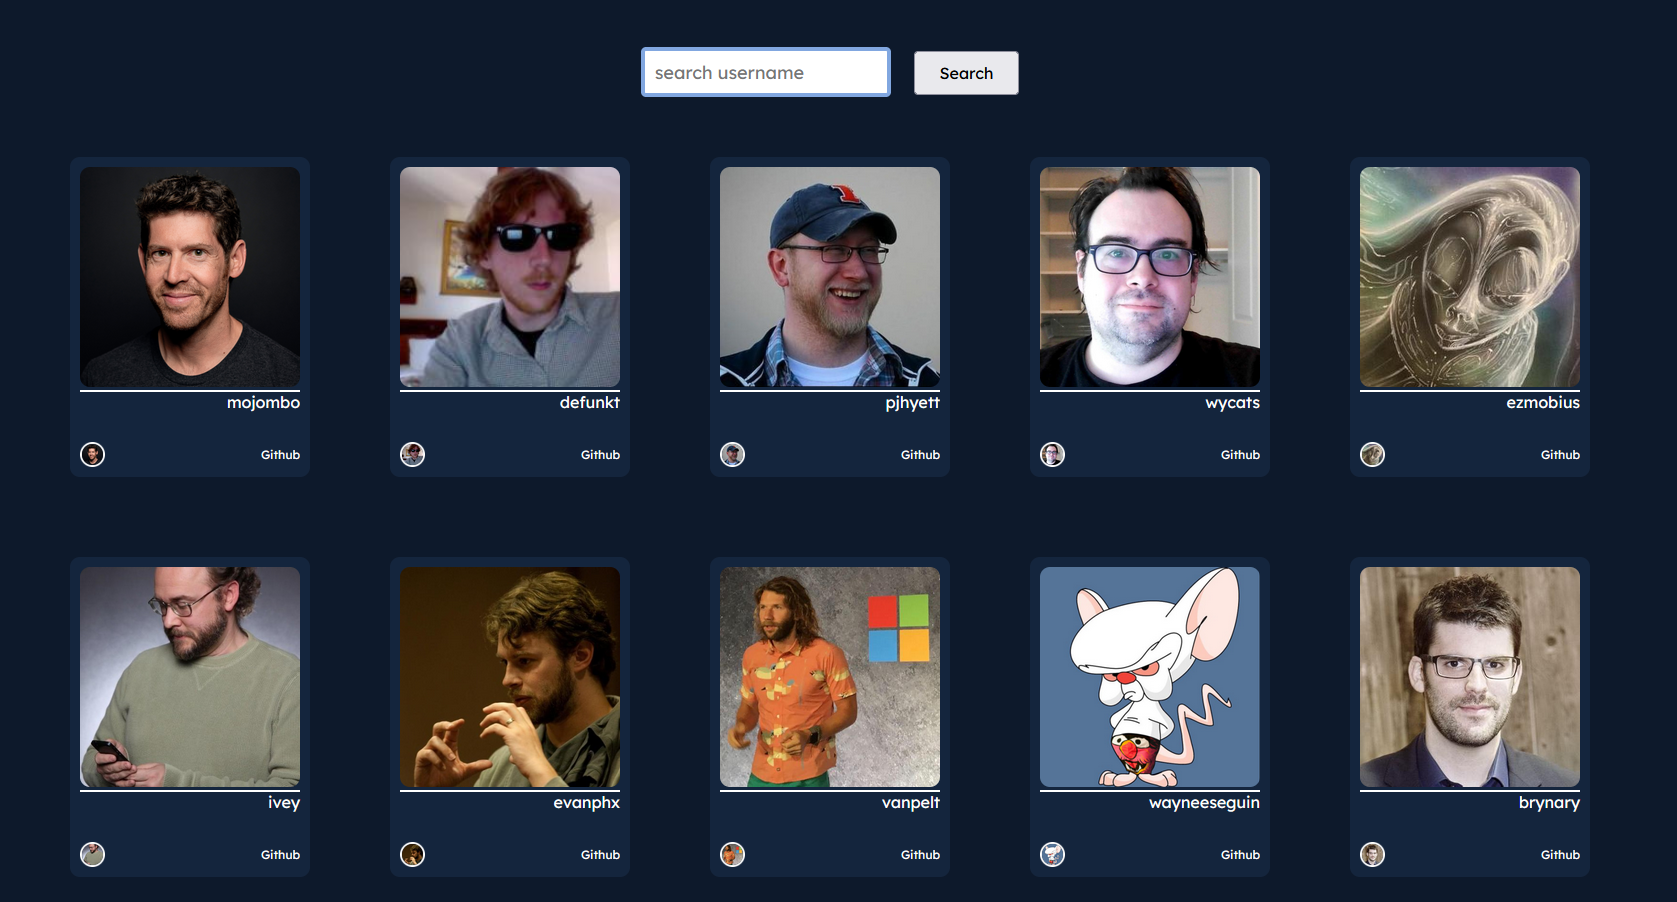 search username
Search
mojombo
defunkt
pjhyett
wycats
ezmobius
Github
Github
Github
Github
Github
ivey
evanphx
vanpelt
wayneeseguin
brynary
Github
Github
Github
Github
Github